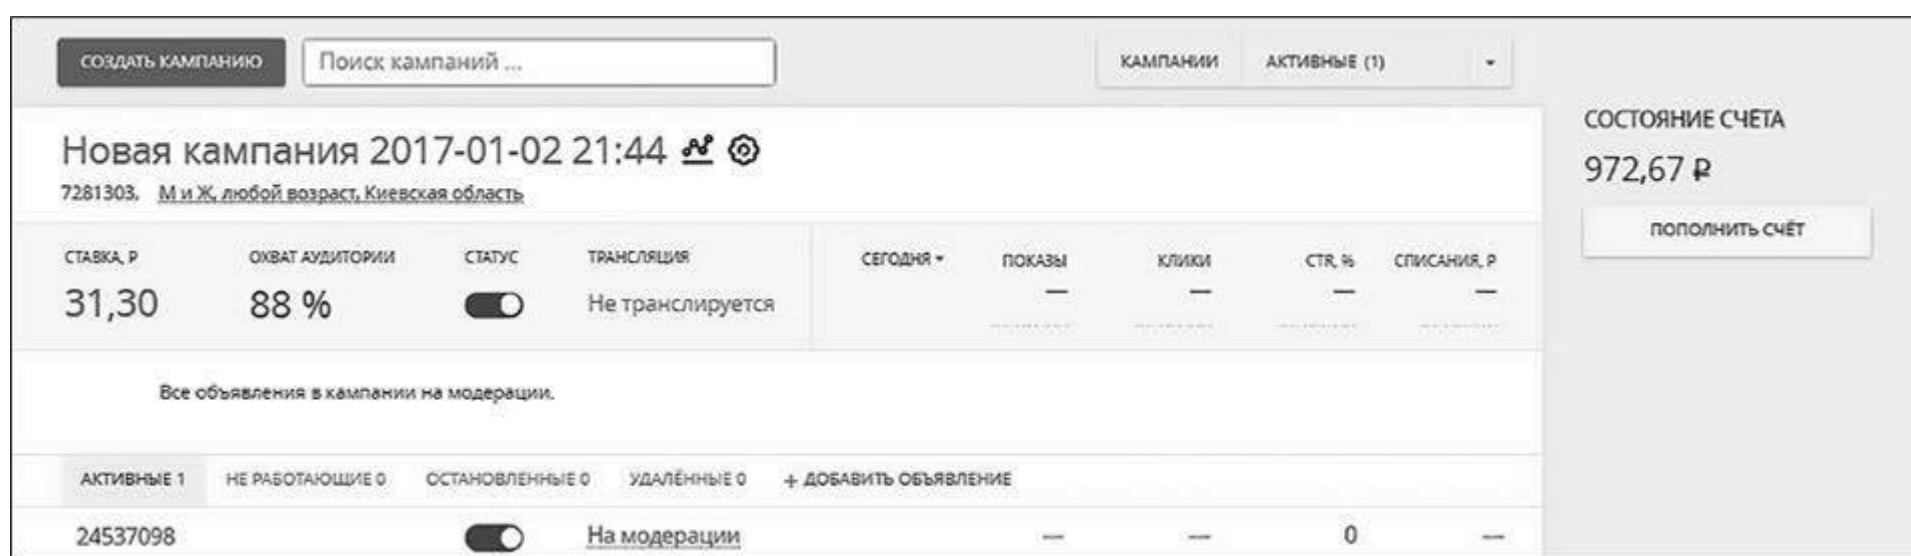 СОЗДАТЬ КАМПАНИЮ
Поиск кампаний ...
КАМПАНИИ АКТИВНЫЕ (1)
Новая кампания 2017-01-02 21:44
7281303, М и Ж, любой возраст, Киевская область
СОСТОЯНИЕ СЧЁТА
972,67 ₽
ПОПОЛНИТЬ СЧЁТ
СТАВКА, Р ОХВАТ АУДИТОРИИ СТАТУС ТРАНСЛЯЦИЯ СЕГОДНЯ ПОКАЗЫ КЛИКИ CTR, % СПИСАНИЯ, Р
31,30 88 % Не транслируется — — — —
Все объявления в кампании на модерации.
АКТИВНЫЕ 1 НЕ РАБОТАЮЩИЕ 0 ОСТАНОВЛЕННЫЕ 0 УДАЛЁННЫЕ 0 + ДОБАВИТЬ ОБЪЯВЛЕНИЕ
24537098 На модерации — — 0 —